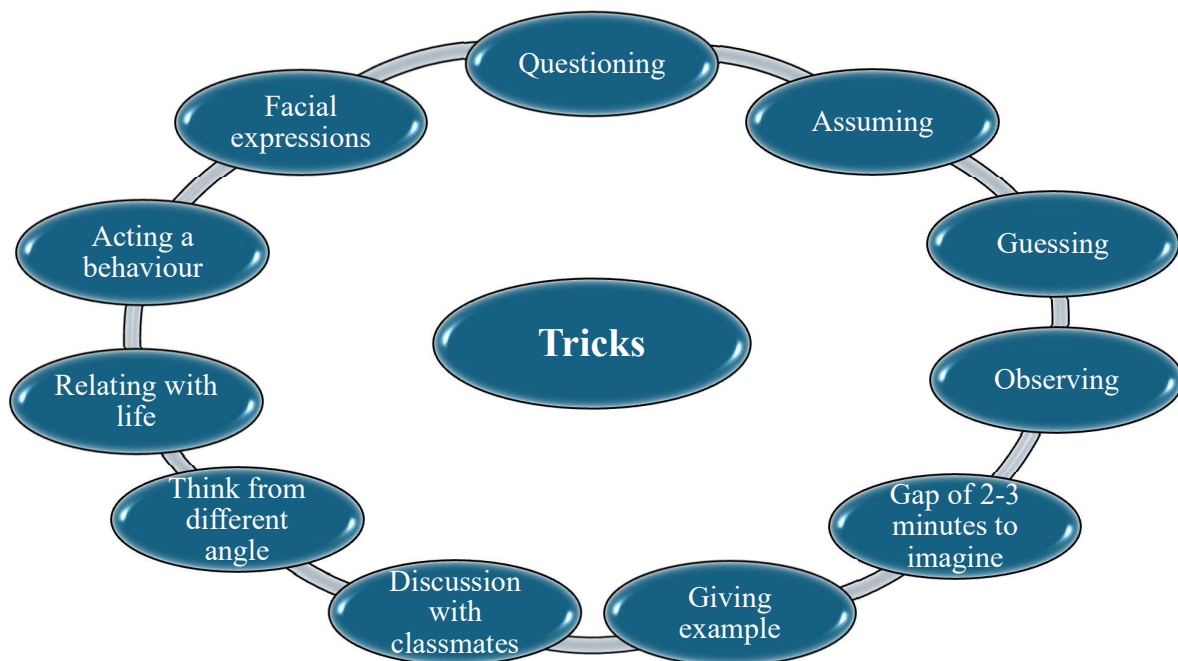 Questioning
Assuming
Guessing
Observing
Gap of 2-3
minutes to
imagine
Giving
example
Discussion
with
classmates
Think from
different
angle
Relating with
life
Acting a
behaviour
Facial
expressions
Tricks